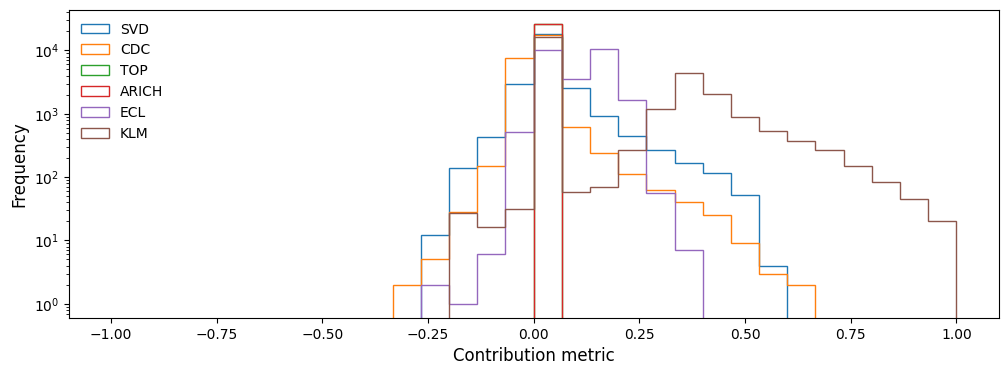 SVD
CDC
TOP
ARICH
ECL
KLM
Frequency
10⁴
10³
10²
10¹
10⁰
−1.00 −0.75 −0.50 −0.25 0.00 0.25 0.50 0.75 1.00
Contribution metric